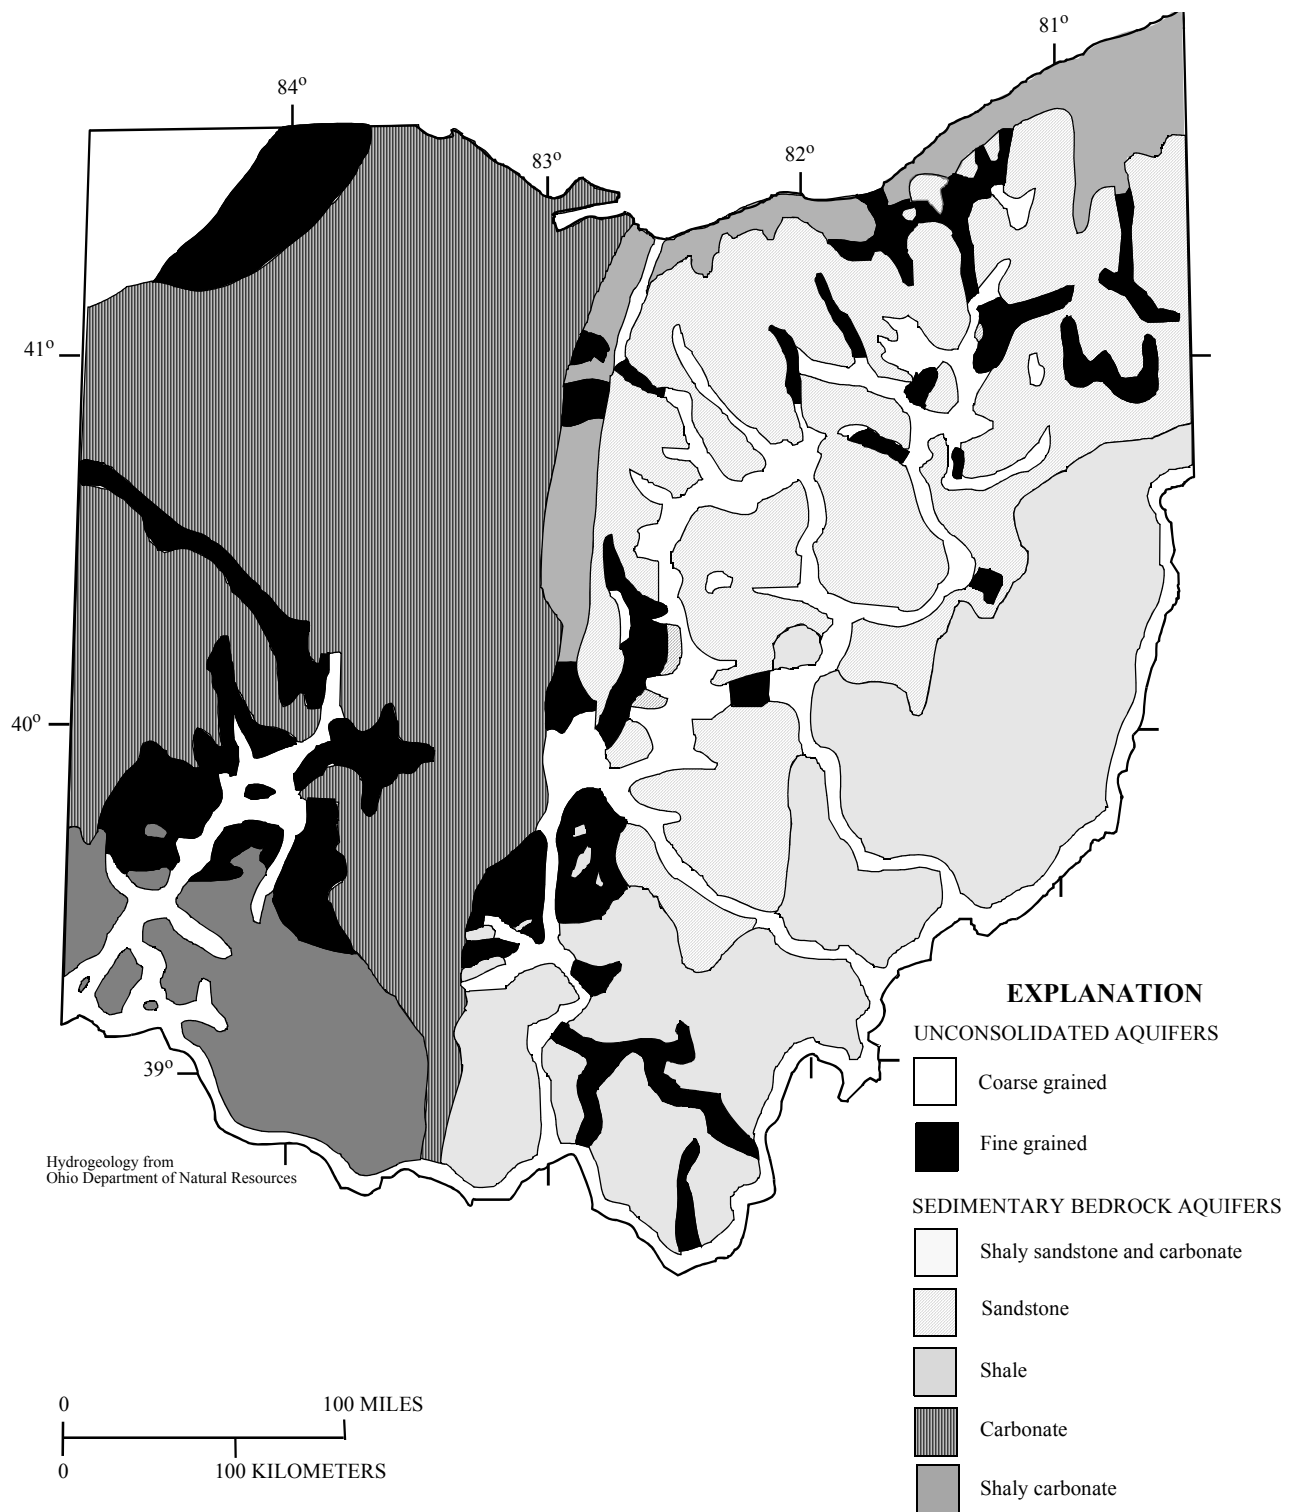 81º
84º
83º
82º
41º
40º
39º
Hydrogeology from
Ohio Department of Natural Resources
EXPLANATION
UNCONSOLIDATED AQUIFERS
Coarse grained
Fine grained
SEDIMENTARY BEDROCK AQUIFERS
Shaly sandstone and carbonate
Sandstone
Shale
Carbonate
Shaly carbonate
0 100 MILES
0 100 KILOMETERS